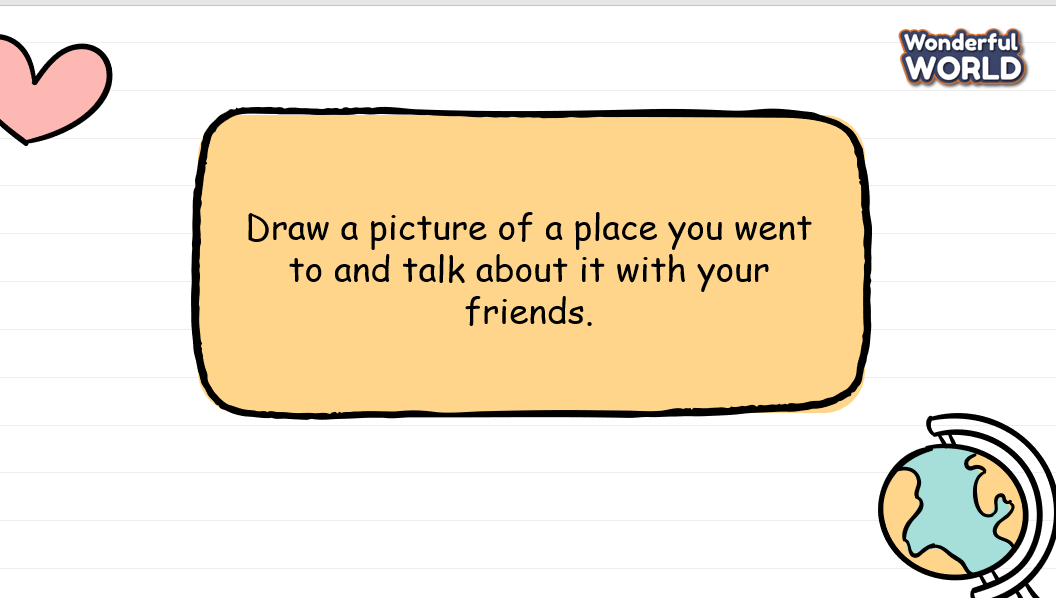 Wonderful
WORLD
Draw a picture of a place you went
to and talk about it with your
friends.